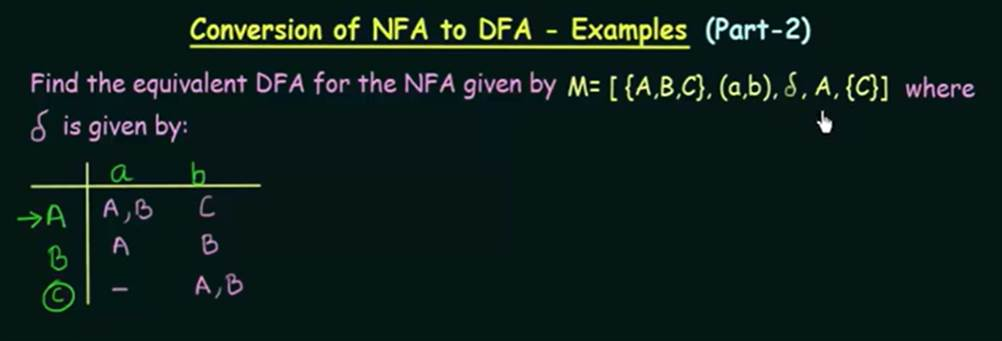 Conversion of NFA to DFA - Examples (Part-2)
Find the equivalent DFA for the NFA given by M= [ {A,B,C}, (a,b), δ, A, {C}] where
δ is given by:
a b
→A A,B C
B A B
C - A,B